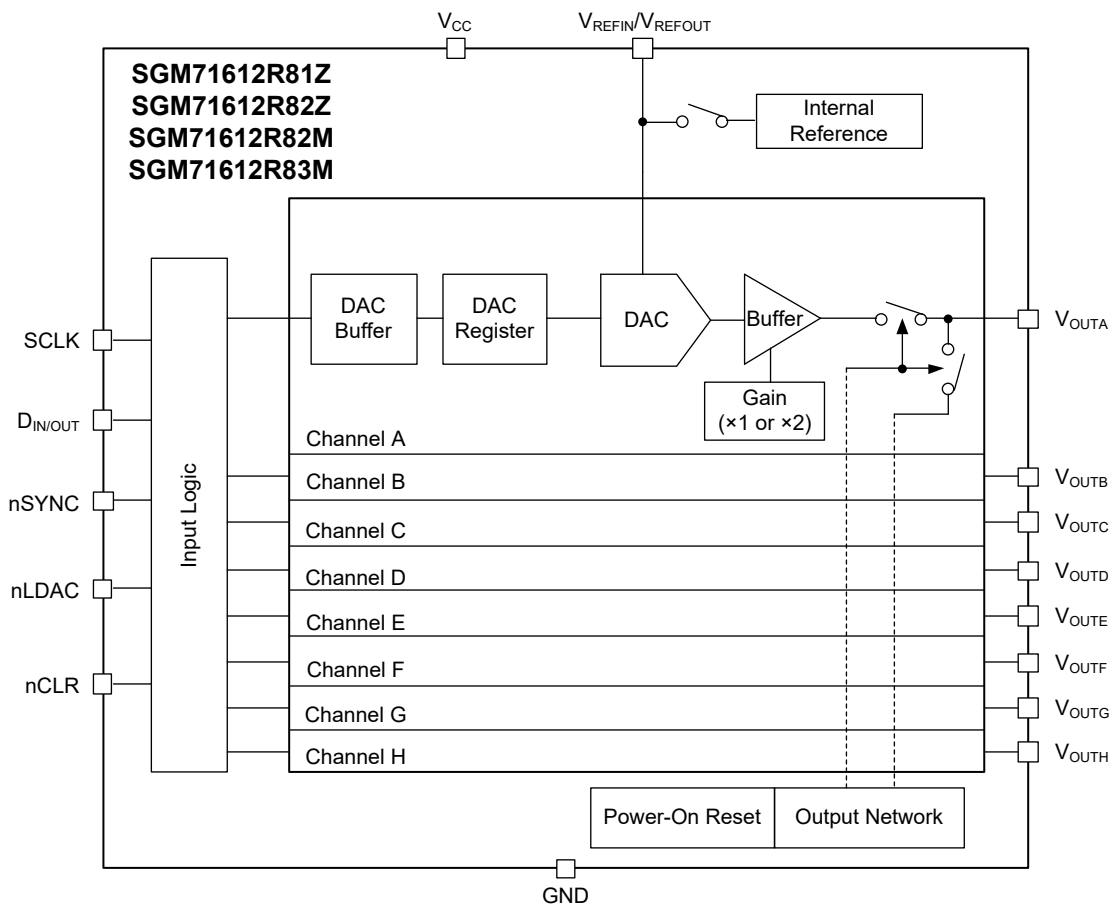 VCC
VREFIN/VREFOUT
SGM71612R81Z
SGM71612R82Z
SGM71612R82M
SGM71612R83M
Internal
Reference
DAC
Buffer
DAC
Register
DAC
Buffer
Gain
(×1 or ×2)
SCLK
DIN/OUT
nSYNC
nLDAC
nCLR
Input Logic
Channel A
Channel B
Channel C
Channel D
Channel E
Channel F
Channel G
Channel H
VOUTA
VOUTB
VOUTC
VOUTD
VOUTE
VOUTF
VOUTG
VOUTH
Power-On Reset
Output Network
GND